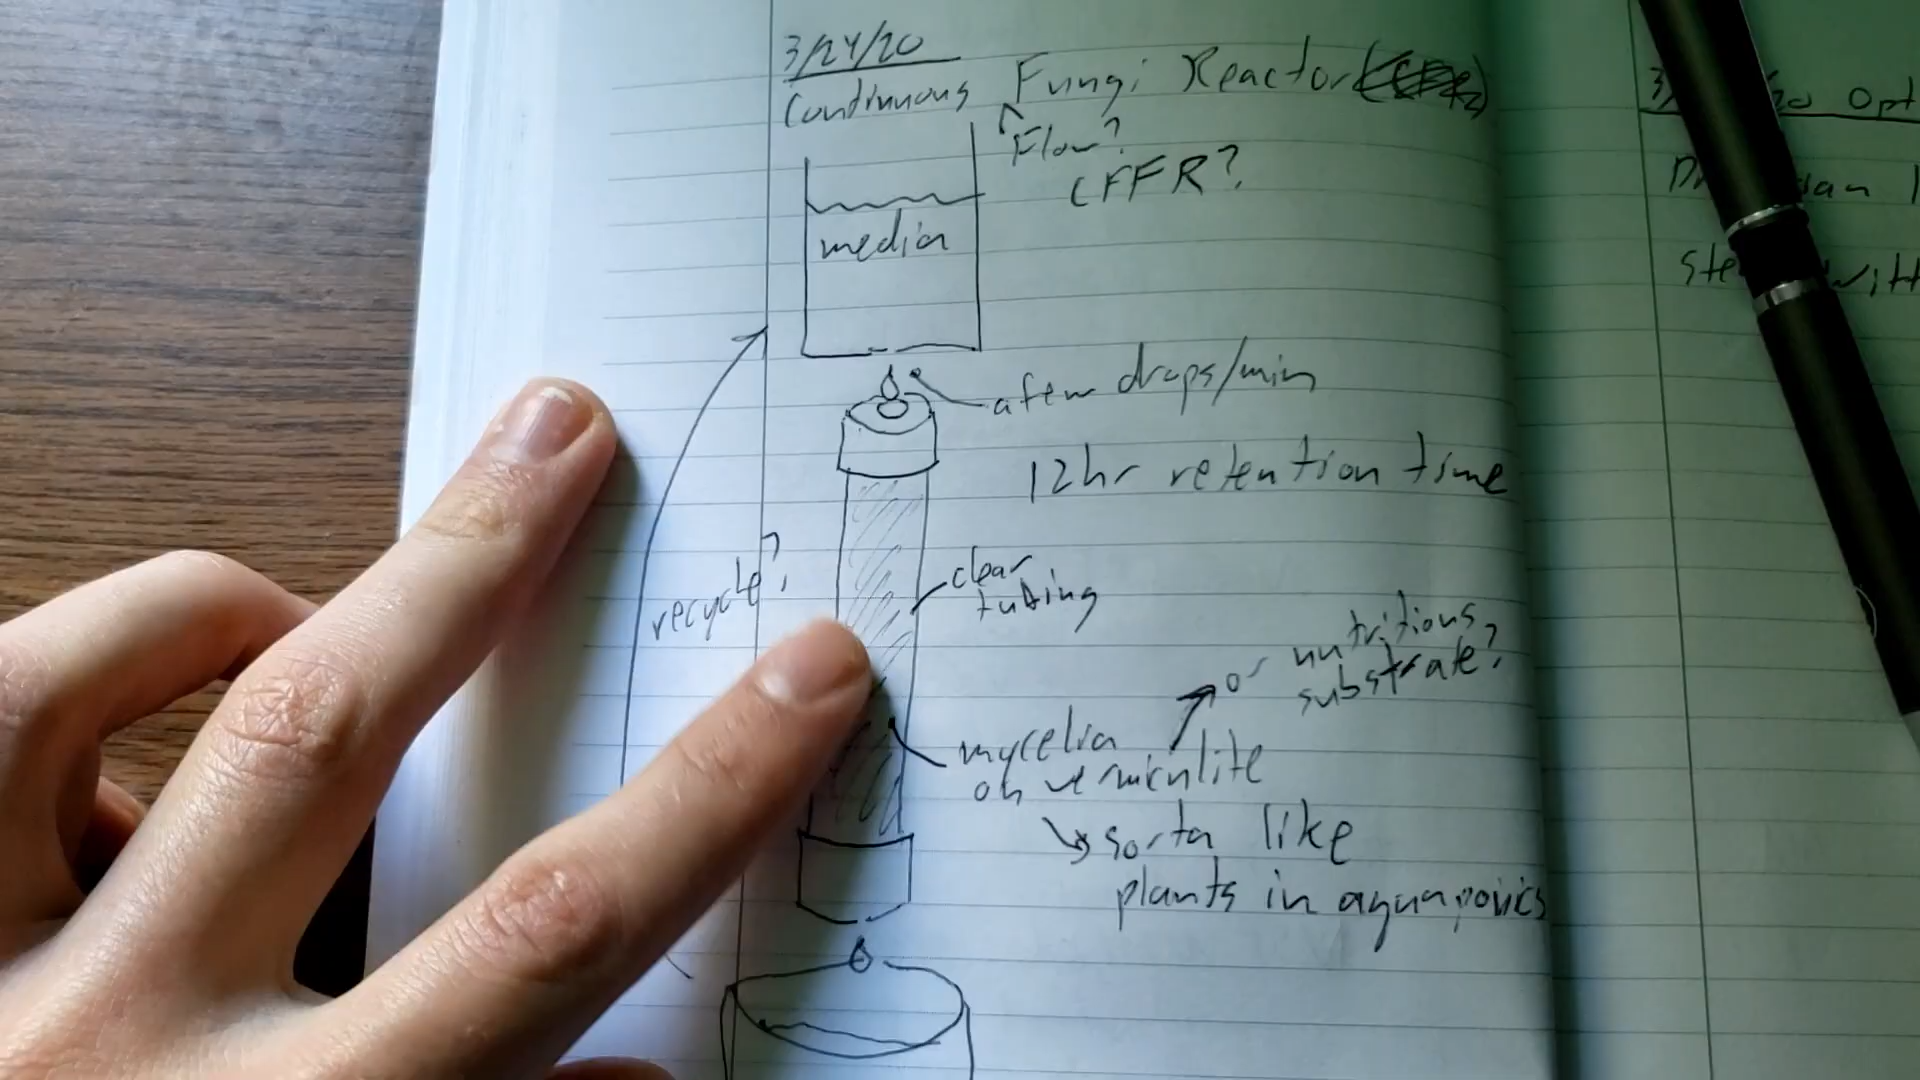 3/24/20
Continuous Fungi Reactor
Flow?
CFFR?
media
a few drops/min
12hr retention time
recycle?
clear
tubing
or nutritious
substrate?
mycelia
on vermiculite
sorta like
plants in aquaponics
Opt